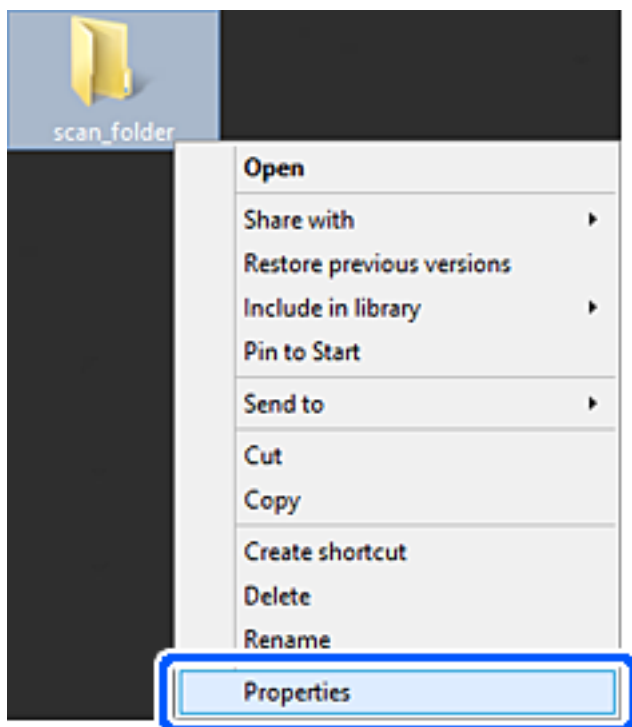 scan_folder
Open
Share with
Restore previous versions
Include in library
Pin to Start
Send to
Cut
Copy
Create shortcut
Delete
Rename
Properties